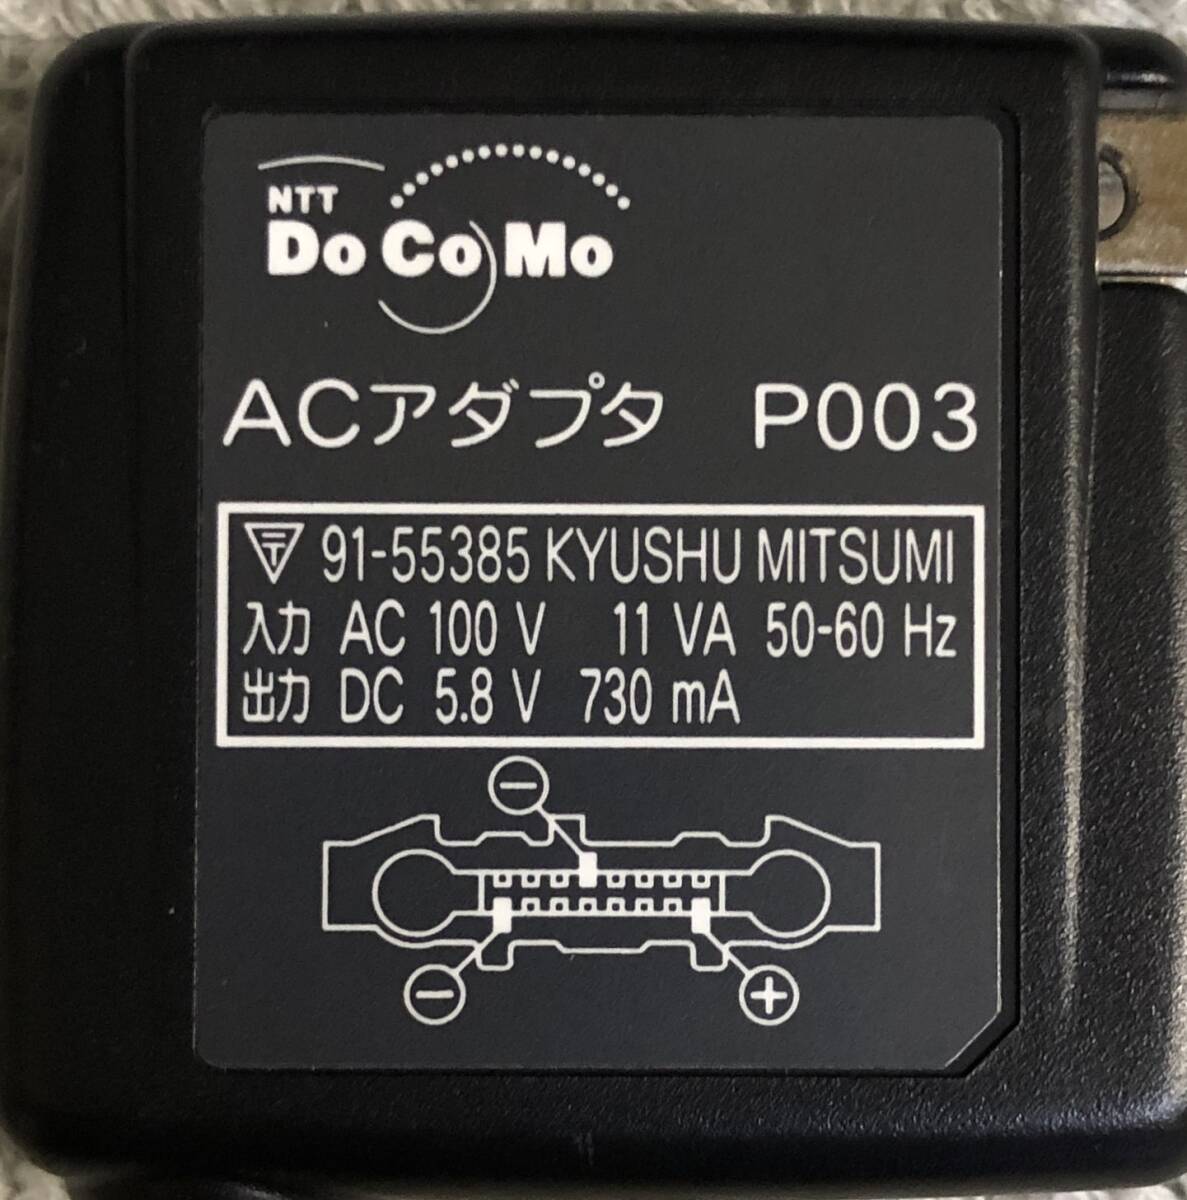 NTT
DoCoMo
ACアダプタ P003
〒 91-55385 KYUSHU MITSUMI
入力 AC 100 V 11 VA 50-60 Hz
出力 DC 5.8 V 730 mA
−
− +